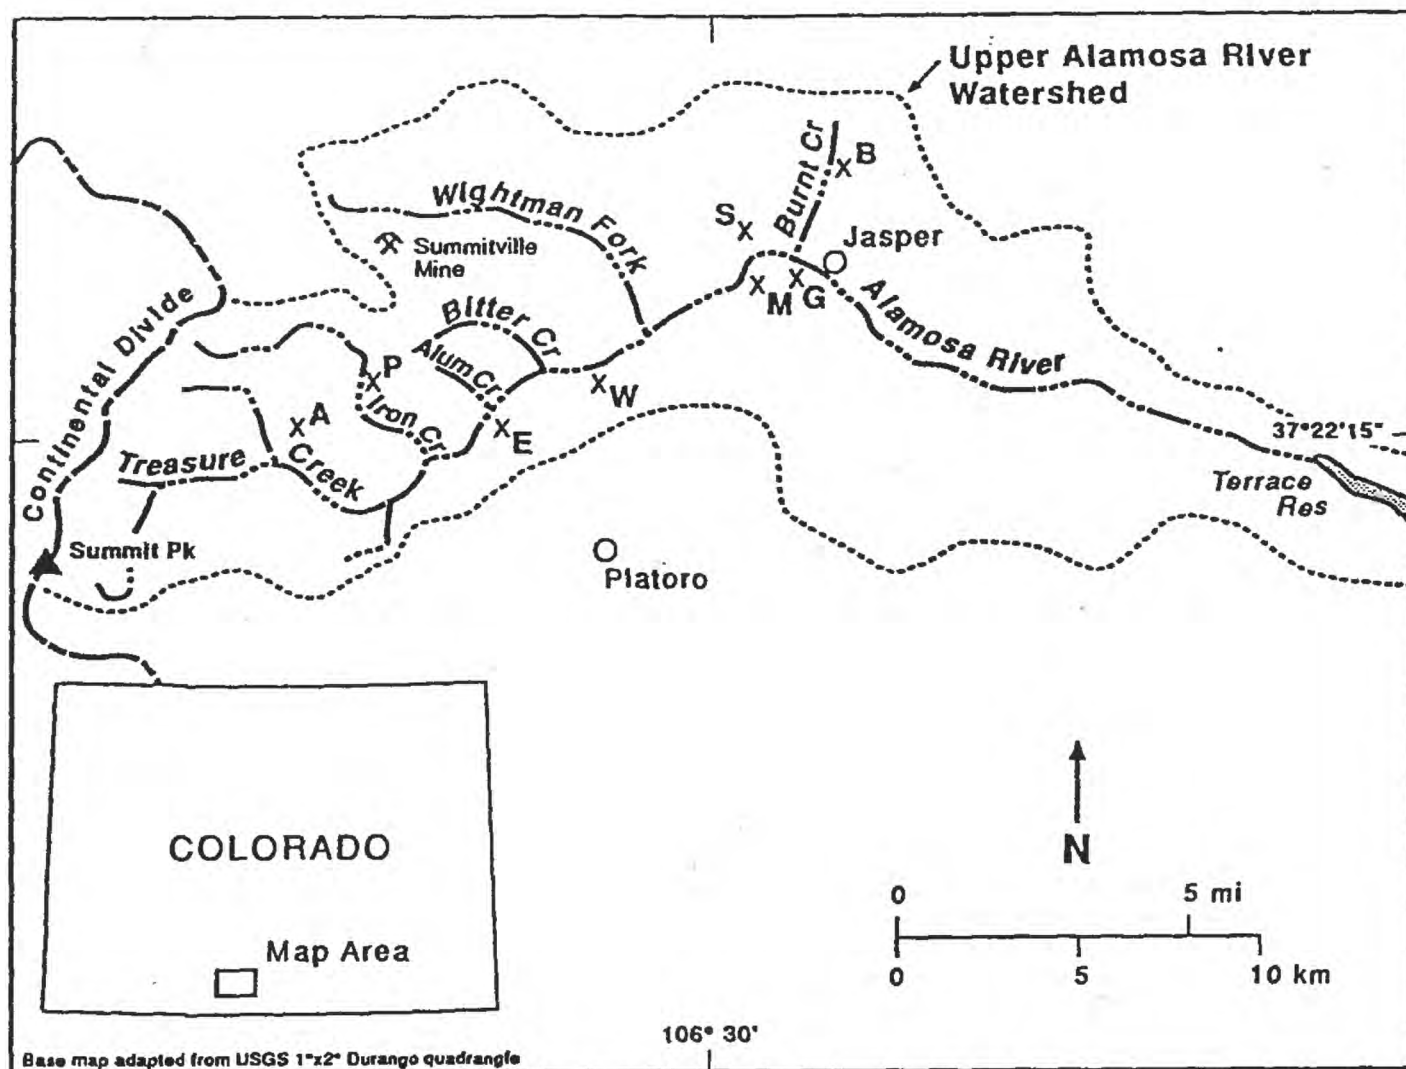 Upper Alamosa River
Watershed
Burnt Cr
B
Wightman Fork
S
Jasper
Summitville
Mine
M
G
Alamosa River
Continental Divide
Bitter Cr
Alum Cr
P
W
Iron Cr
A
E
37°22'15"
Treasure
Creek
Terrace
Res
Summit Pk
Platoro
COLORADO
N
Map Area
0
5 mi
0
5
10 km
106° 30'
Base map adapted from USGS 1°x2° Durango quadrangle